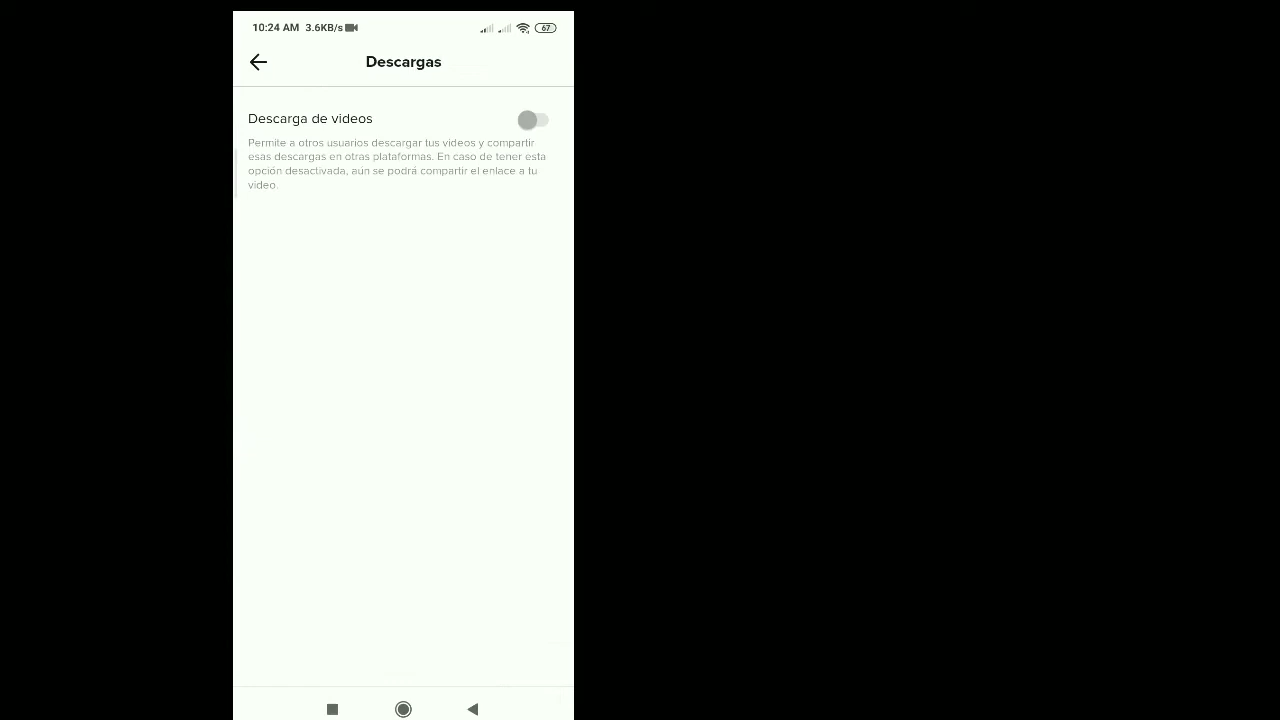 10:24 AM 3.6KB/s 67
Descargas
Descarga de videos
Permite a otros usuarios descargar tus videos y compartir
esas descargas en otras plataformas. En caso de tener esta
opción desactivada, aún se podrá compartir el enlace a tu
video.